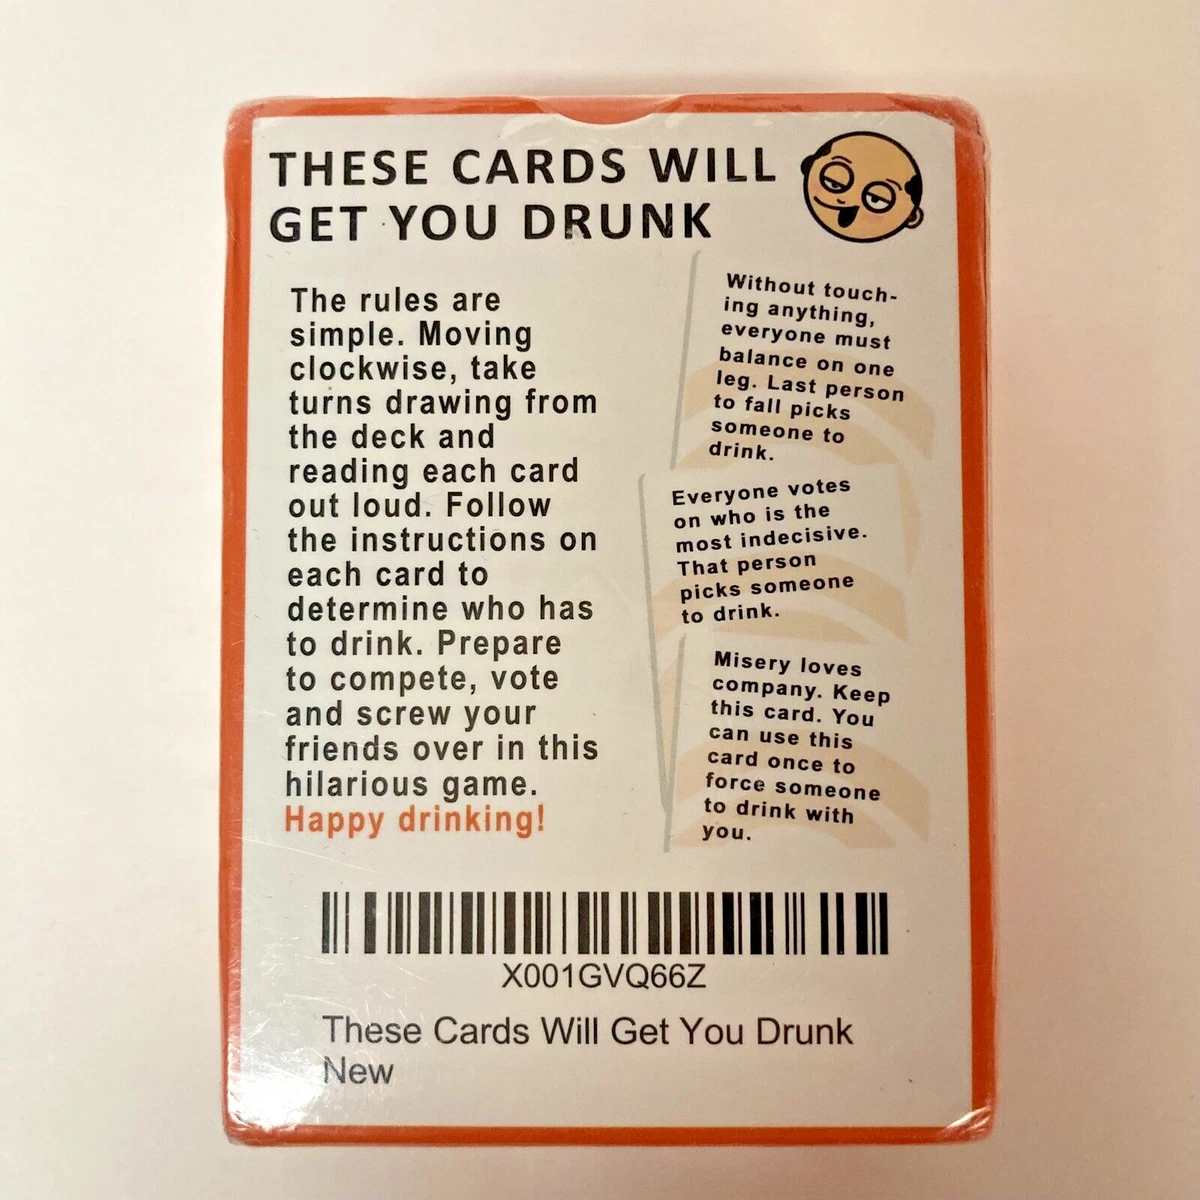 THESE CARDS WILL
GET YOU DRUNK
The rules are
simple. Moving
clockwise, take
turns drawing from
the deck and
reading each card
out loud. Follow
the instructions on
each card to
determine who has
to drink. Prepare
to compete, vote
and screw your
friends over in this
hilarious game.
Happy drinking!
Without touch-
ing anything,
everyone must
balance on one
leg. Last person
to fall picks
someone to
drink.
Everyone votes
on who is the
most indecisive.
That person
picks someone
to drink.
Misery loves
company. Keep
this card. You
can use this
card once to
force someone
to drink with
you.
X001GVQ66Z
These Cards Will Get You Drunk
New